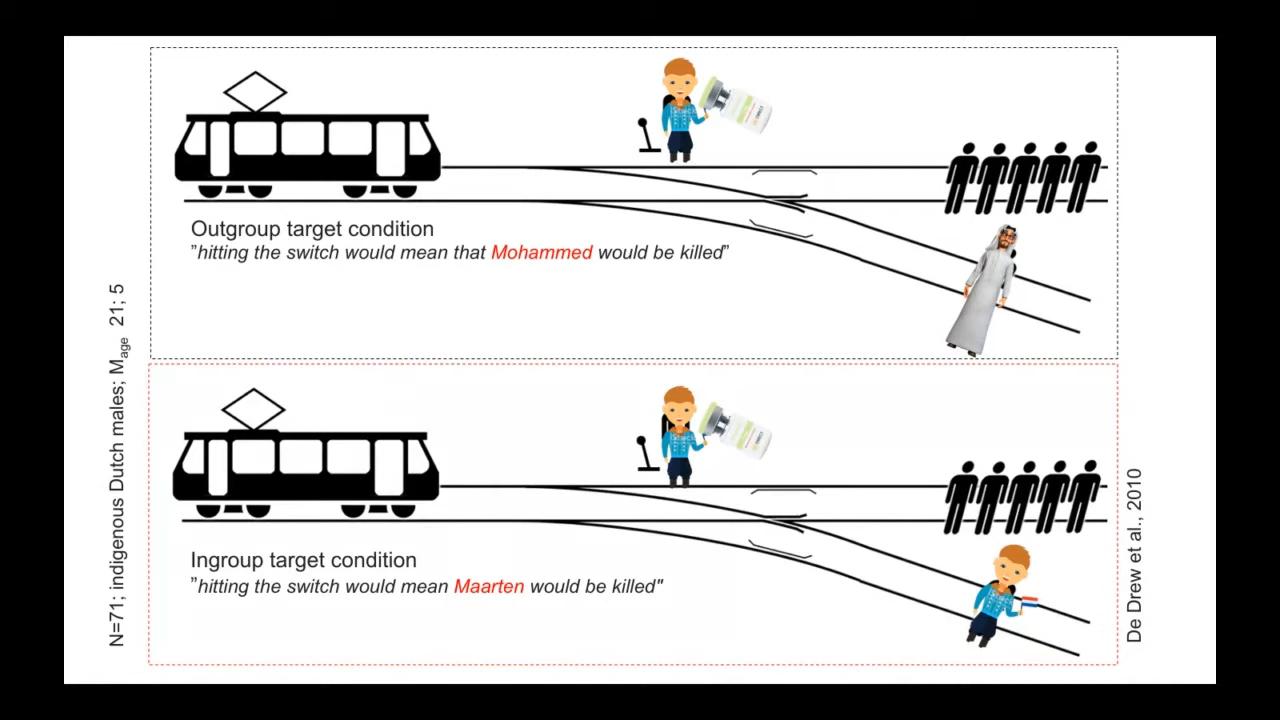 Outgroup target condition
”hitting the switch would mean that Mohammed would be killed”
Ingroup target condition
”hitting the switch would mean Maarten would be killed"
N=71; indigenous Dutch males; Mage 21; 5
De Drew et al., 2010